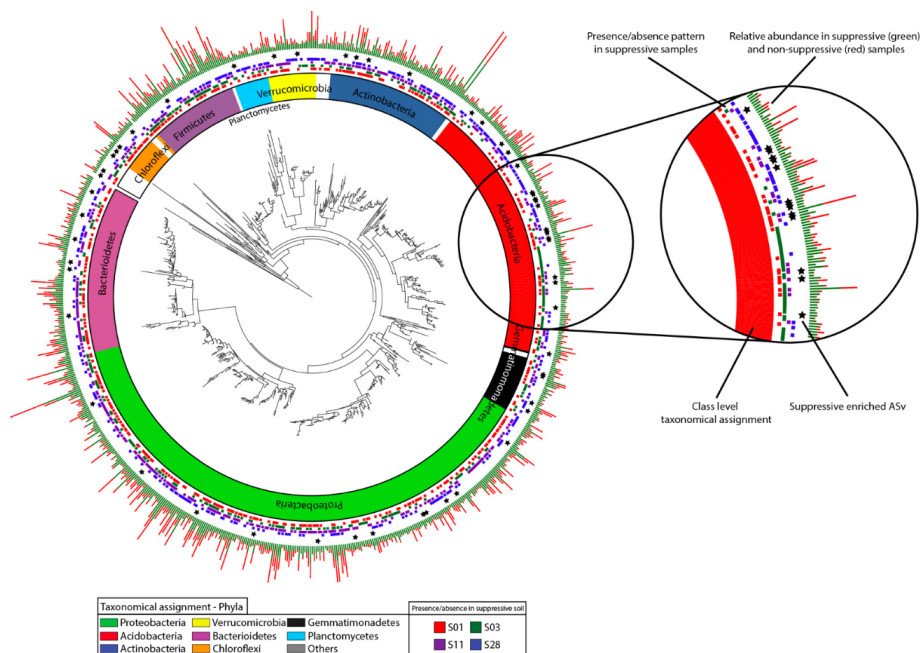 Presence/absence pattern
in suppressive samples
Relative abundance in suppressive (green)
and non-suppressive (red) samples
Verrucomicrobia
Planctomycetes
Actinobacteria
Firmicutes
Chloroflexi
Acidobacteria
Bacterioidetes
Gemmatinomonadetes
Proteobacteria
Class level
taxonomical assignment
Suppressive enriched ASv
Taxonomical assignment - Phyla
Proteobacteria
Verrucomicrobia
Gemmatimonadetes
Acidobacteria
Bacterioidetes
Planctomycetes
Actinobacteria
Chloroflexi
Others
Presence/absence in suppressive soil
S01
S03
S11
S28